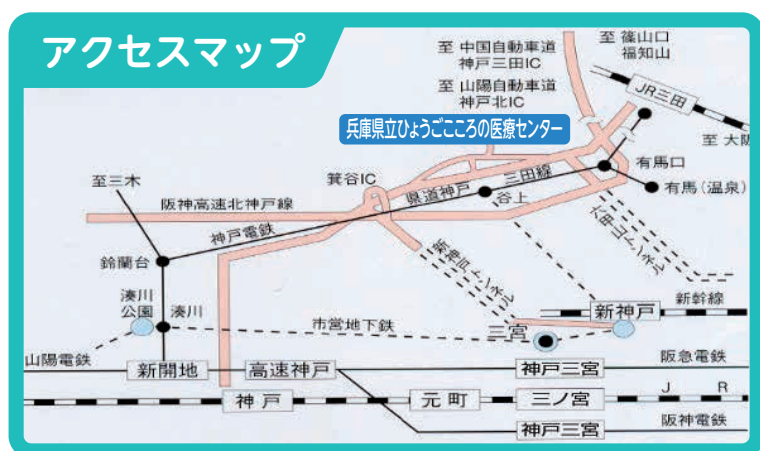 アクセスマップ
至 中国自動車道
神戸三田IC
至 山陽自動車道
神戸北IC
至 篠山口
福知山
JR三田
至 大阪
兵庫県立ひょうごこころの医療センター
有馬口
有馬(温泉)
箕谷IC
県道神戸
三田線
谷上
至三木
阪神高速北神戸線
神戸電鉄
新神戸トンネル
六甲山トンネル
鈴蘭台
湊川
公園
湊川
市営地下鉄
三宮
新神戸
新幹線
山陽電鉄
新開地
高速神戸
神戸三宮
阪急電鉄
神戸
元町
三ノ宮
J R
神戸三宮
阪神電鉄